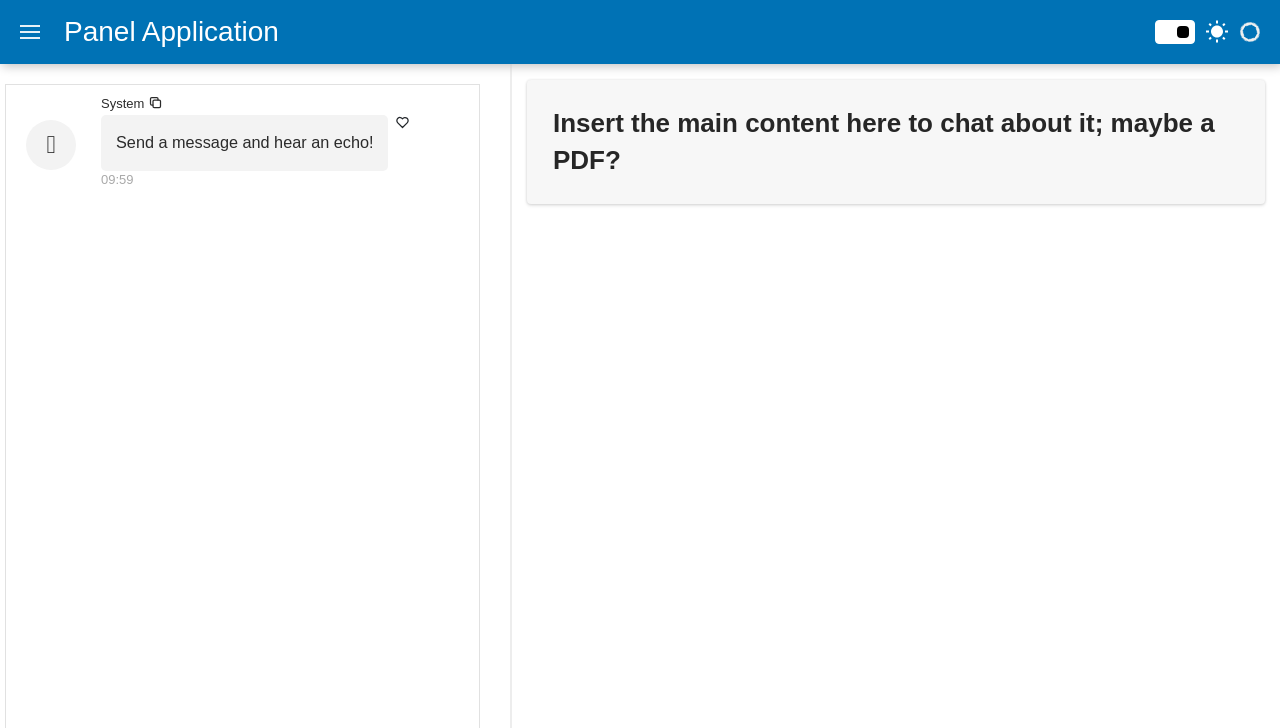 Panel Application
System
Send a message and hear an echo!
09:59
Insert the main content here to chat about it; maybe a
PDF?